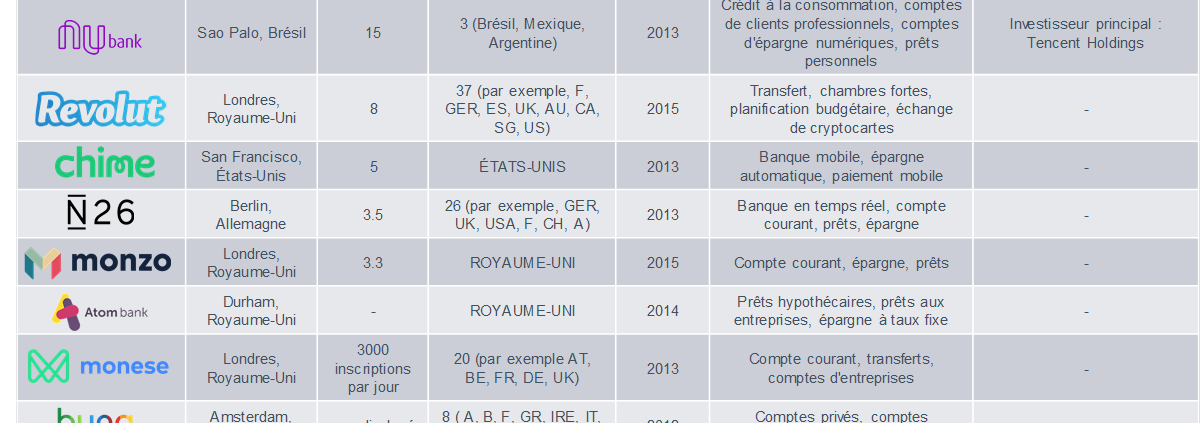 Crédit à la consommation, comptes
de clients professionnels, comptes
d'épargne numériques, prêts
personnels
nu bank
Sao Palo, Brésil
15
3 (Brésil, Mexique,
Argentine)
2013
Investisseur principal :
Tencent Holdings
Revolut
Londres,
Royaume-Uni
8
37 (par exemple, F,
GER, ES, UK, AU, CA,
SG, US)
2015
Transfert, chambres fortes,
planification budgétaire, échange
de cryptocartes
-
chime
San Francisco,
États-Unis
5
ÉTATS-UNIS
2013
Banque mobile, épargne
automatique, paiement mobile
-
N26
Berlin,
Allemagne
3.5
26 (par exemple, GER,
UK, USA, F, CH, A)
2013
Banque en temps réel, compte
courant, prêts, épargne
-
monzo
Londres,
Royaume-Uni
3.3
ROYAUME-UNI
2015
Compte courant, épargne, prêts
-
Atom bank
Durham,
Royaume-Uni
-
ROYAUME-UNI
2014
Prêts hypothécaires, prêts aux
entreprises, épargne à taux fixe
-
monese
Londres,
Royaume-Uni
3000
inscriptions
par jour
20 (par exemple AT,
BE, FR, DE, UK)
2013
Compte courant, transferts,
comptes d'entreprises
-
Amsterdam,
8 ( A, B, F, GR, IRE, IT,
Comptes privés, comptes